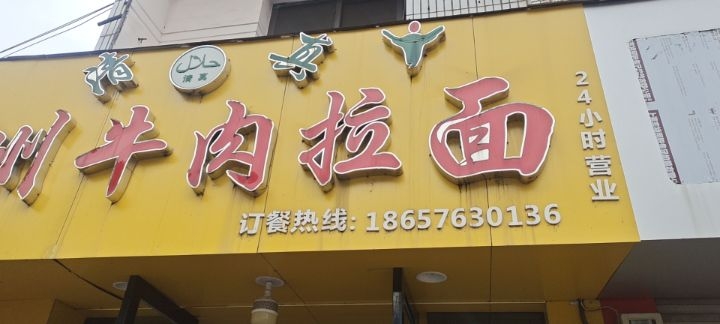 清 حلال 清真 真
州牛肉拉面
24小时营业
订餐热线: 18657630136